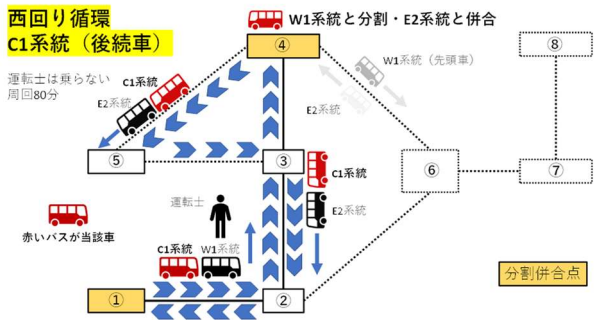 西回り循環
C1系統（後続車）
運転士は乗らない
周回80分
W1系統と分割・E2系統と併合
④
⑧
C1系統
E2系統
W1系統（先頭車）
E2系統
⑤
③
C1系統
⑥
⑦
E2系統
運転士
赤いバスが当該車
C1系統
W1系統
分割併合点
①
②